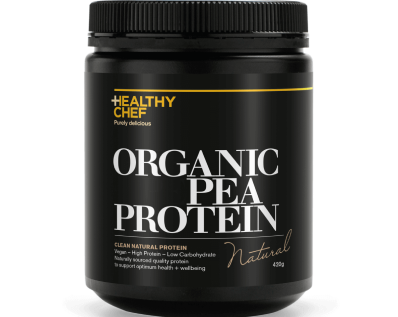 +HEALTHY
CHEF
Purely delicious
ORGANIC
PEA
PROTEIN
CLEAN NATURAL PROTEIN
Natural
Vegan – High Protein – Low Carbohydrate
Naturally sourced quality protein
to support optimum health + wellbeing
420g